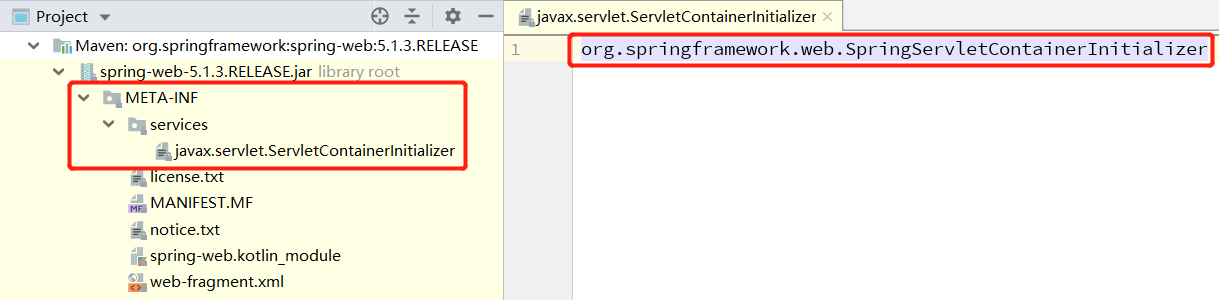 Project
Maven: org.springframework:spring-web:5.1.3.RELEASE
spring-web-5.1.3.RELEASE.jar library root
META-INF
services
javax.servlet.ServletContainerInitializer
license.txt
MANIFEST.MF
notice.txt
spring-web.kotlin_module
web-fragment.xml
javax.servlet.ServletContainerInitializer
1 org.springframework.web.SpringServletContainerInitializer